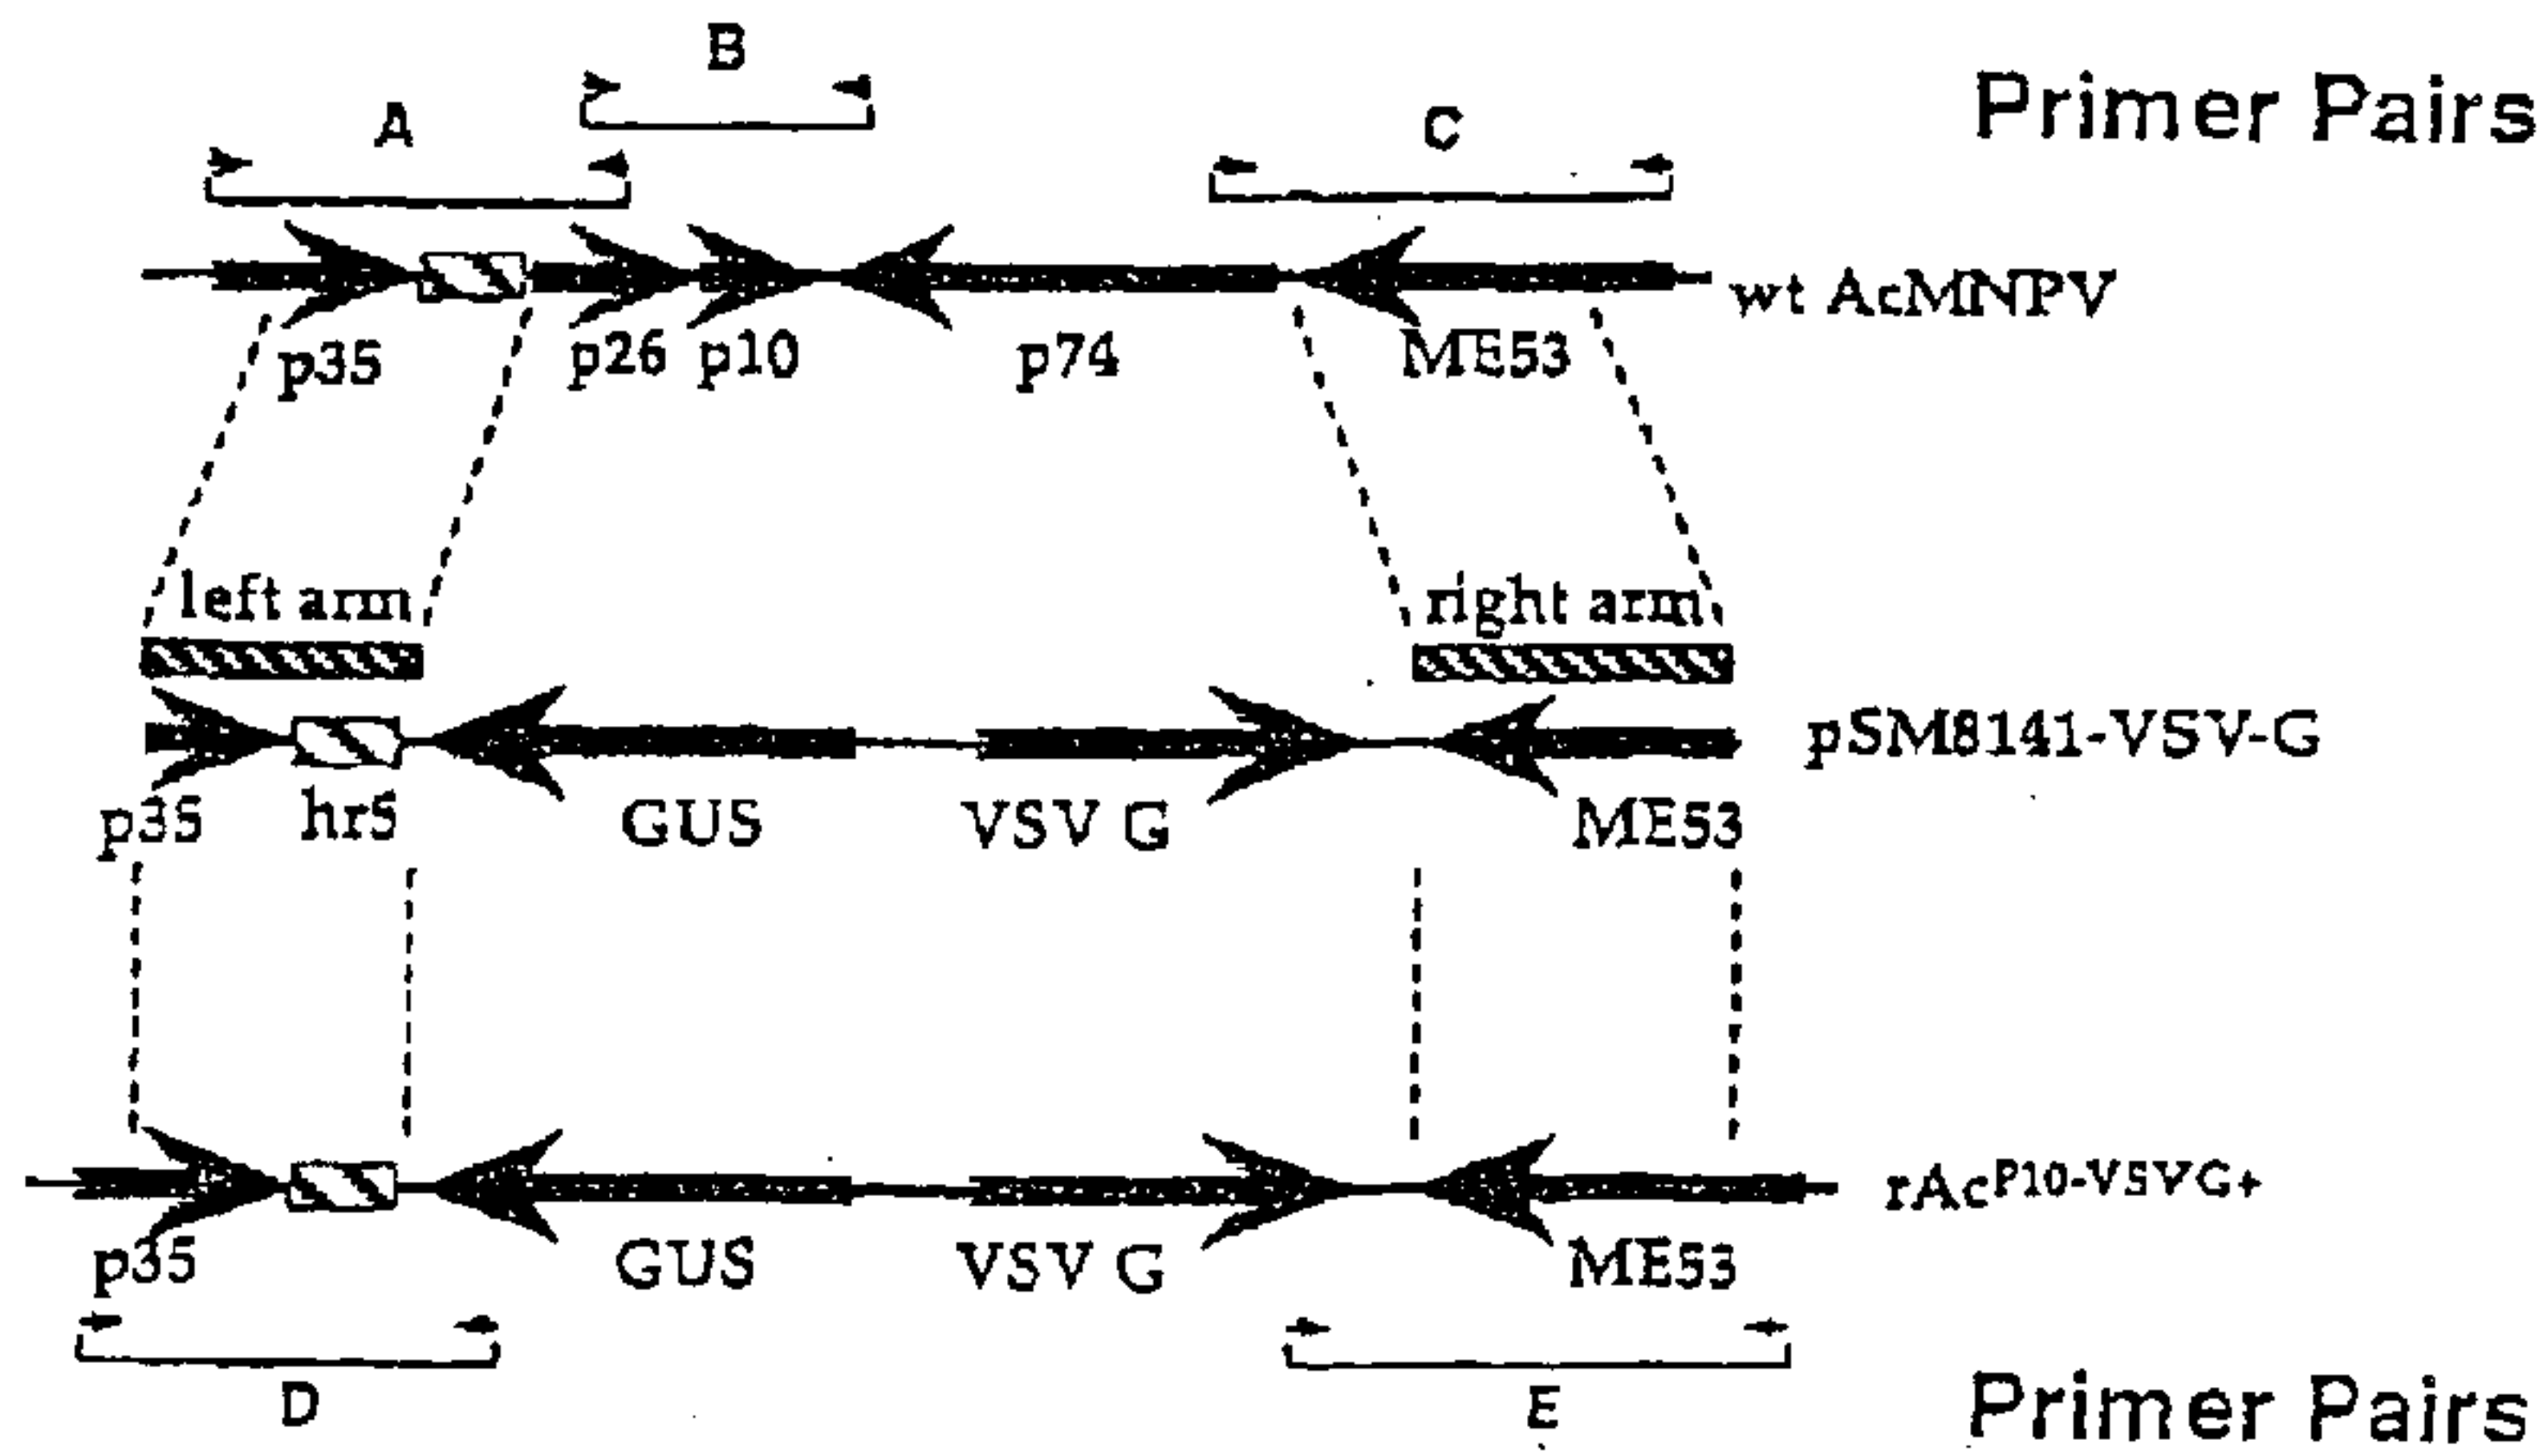 B
A
C
Primer Pairs
wt AcMNPV
p35 p26 p10 p74 ME53
left arm right arm
pSM8141-VSV-G
p35 hr5 GUS VSV G ME53
rAcP10-VSVG+
p35 GUS VSV G ME53
D E
Primer Pairs